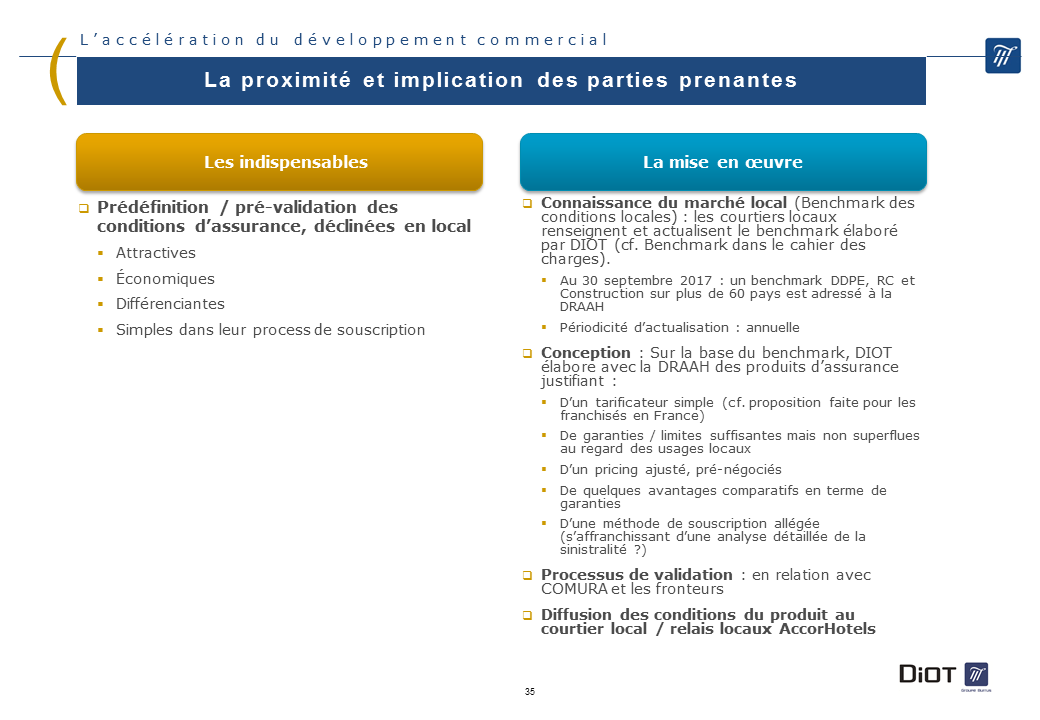 L’accélération du développement commercial
La proximité et implication des parties prenantes
Les indispensables
Prédéfinition / pré-validation des
conditions d’assurance, déclinées en local
Attractives
Économiques
Différenciantes
Simples dans leur process de souscription
La mise en œuvre
Connaissance du marché local (Benchmark des
conditions locales) : les courtiers locaux
renseignent et actualisent le benchmark élaboré
par DIOT (cf. Benchmark dans le cahier des
charges).
Au 30 septembre 2017 : un benchmark DDPE, RC et
Construction sur plus de 60 pays est adressé à la
DRAAH
Périodicité d’actualisation : annuelle
Conception : Sur la base du benchmark, DIOT
élabore avec la DRAAH des produits d’assurance
justifiant :
D’un tarificateur simple (cf. proposition faite pour les
franchisés en France)
De garanties / limites suffisantes mais non superflues
au regard des usages locaux
D’un pricing ajusté, pré-négociés
De quelques avantages comparatifs en terme de
garanties
D’une méthode de souscription allégée
(s’affranchissant d’une analyse détaillée de la
sinistralité ?)
Processus de validation : en relation avec
COMURA et les fronteurs
Diffusion des conditions du produit au
courtier local / relais locaux AccorHotels
DiOT
Groupe Burrus
35